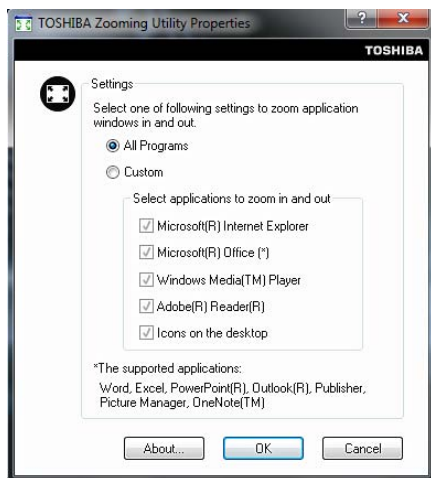 TOSHIBA Zooming Utility Properties
TOSHIBA
Settings
Select one of following settings to zoom application
windows in and out.
All Programs
Custom
Select applications to zoom in and out
Microsoft(R) Internet Explorer
Microsoft(R) Office (*)
Windows Media(TM) Player
Adobe(R) Reader(R)
Icons on the desktop
*The supported applications:
Word, Excel, PowerPoint(R), Outlook(R), Publisher,
Picture Manager, OneNote(TM)
About... OK Cancel